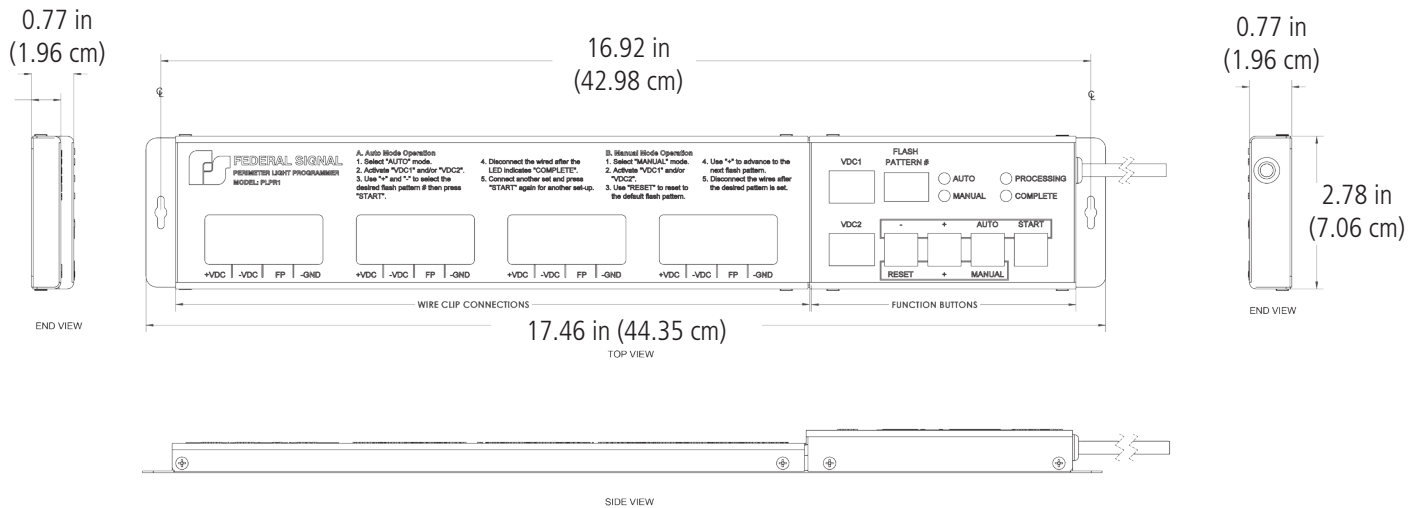 0.77 in
(1.96 cm)
16.92 in
(42.98 cm)
0.77 in
(1.96 cm)
FEDERAL SIGNAL
PERIMETER LIGHT PROGRAMMER
MODEL: PLPR1
A. Auto Mode Operation
1. Select "AUTO" mode.
2. Activate "VDC1" and/or "VDC2".
3. Use "+" and "-" to select the
desired flash pattern # then press
"START".
4. Disconnect the wired after the
LED indicates "COMPLETE".
5. Connect another set and press
"START" again for another set-up.
B. Manual Mode Operation
1. Select "MANUAL" mode.
2. Activate "VDC1" and/or
"VDC2".
3. Use "RESET" to reset to
the default flash pattern.
4. Use "+" to advance to the
next flash pattern.
5. Disconnect the wires after
the desired pattern is set.
VDC1
FLASH
PATTERN #
AUTO
PROCESSING
MANUAL
COMPLETE
VDC2
- + AUTO START
RESET + MANUAL
+VDC -VDC FP -GND
+VDC -VDC FP -GND
+VDC -VDC FP -GND
+VDC -VDC FP -GND
2.78 in
(7.06 cm)
WIRE CLIP CONNECTIONS
FUNCTION BUTTONS
END VIEW
END VIEW
17.46 in (44.35 cm)
TOP VIEW
SIDE VIEW